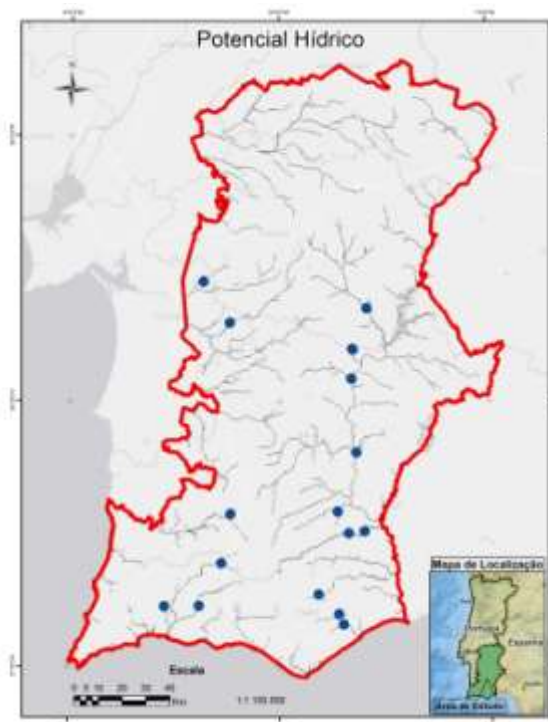 Potencial Hídrico
Mapa de Localização
Portugal
Espanha
Área de Estudo
Escala
0 5 10 20 30 40
Km
1:1 100 000